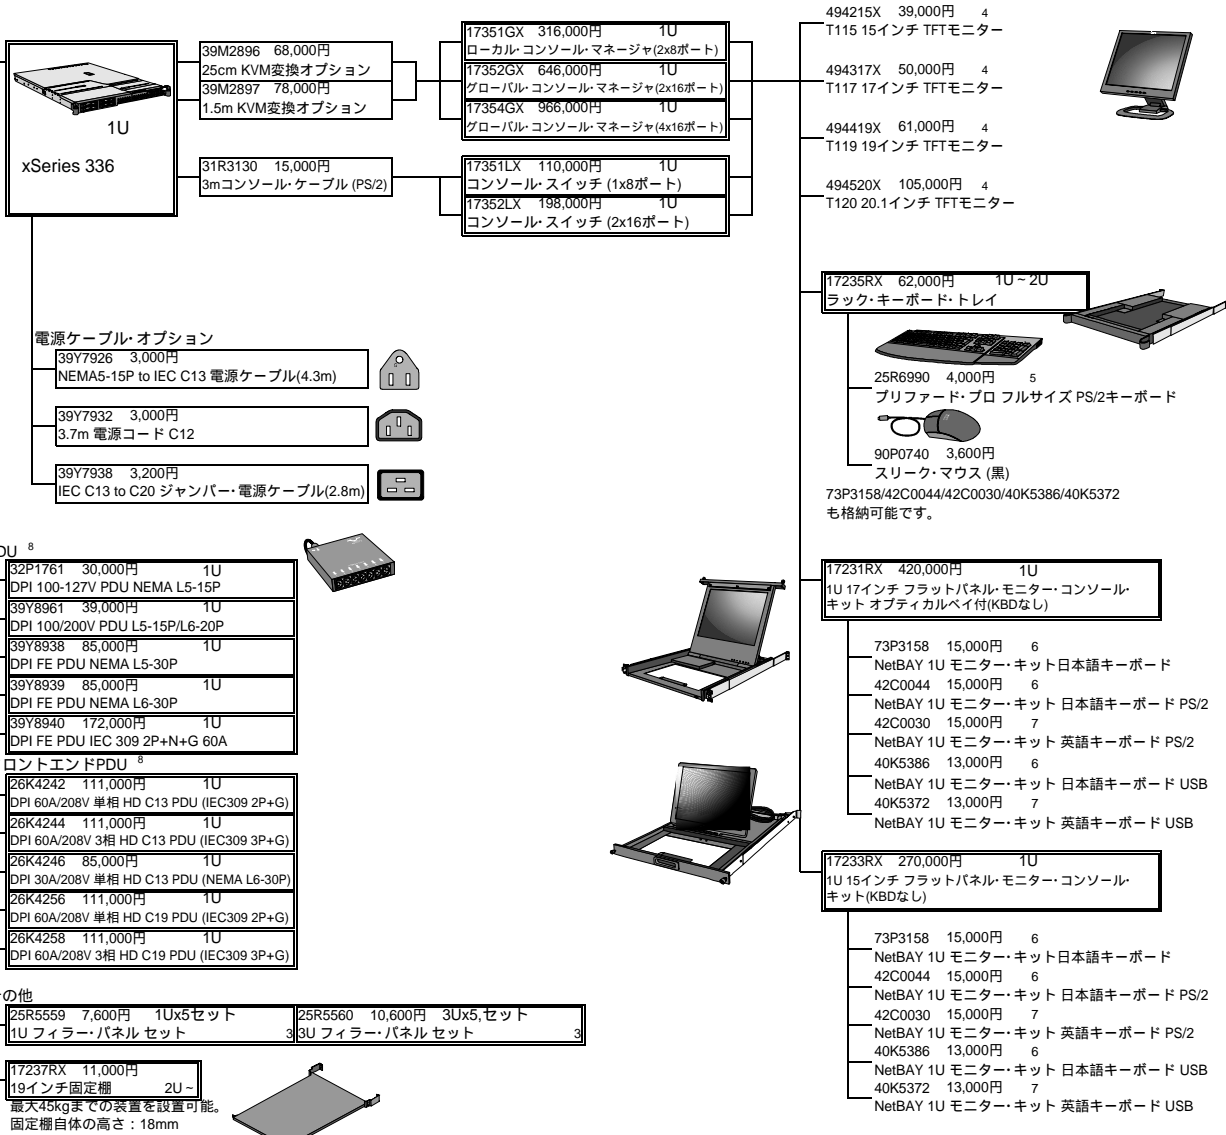 1U
xSeries 336
39M2896 68,000円
25cm KVM変換オプション
39M2897 78,000円
1.5m KVM変換オプション
31R3130 15,000円
3mコンソール・ケーブル (PS/2)
17351GX 316,000円 1U
ローカル・コンソール・マネージャ(2x8ポート)
17352GX 646,000円 1U
グローバル・コンソール・マネージャ(2x16ポート)
17354GX 966,000円 1U
グローバル・コンソール・マネージャ(4x16ポート)
17351LX 110,000円 1U
コンソール・スイッチ (1x8ポート)
17352LX 198,000円 1U
コンソール・スイッチ (2x16ポート)
494215X 39,000円 4
T115 15インチ TFTモニター
494317X 50,000円 4
T117 17インチ TFTモニター
494419X 61,000円 4
T119 19インチ TFTモニター
494520X 105,000円 4
T120 20.1インチ TFTモニター
17235RX 62,000円 1U ~ 2U
ラック・キーボード・トレイ
25R6990 4,000円 5
プリファード・プロ フルサイズ PS/2キーボード
90P0740 3,600円
スリーク・マウス (黒)
73P3158/42C0044/42C0030/40K5386/40K5372
も格納可能です。
17231RX 420,000円 1U
1U 17インチ フラットパネル・モニター・コンソール・
キット オプティカルベイ付(KBDなし)
73P3158 15,000円 6
NetBAY 1U モニター・キット日本語キーボード
42C0044 15,000円 6
NetBAY 1U モニター・キット 日本語キーボード PS/2
42C0030 15,000円 7
NetBAY 1U モニター・キット 英語キーボード PS/2
40K5386 13,000円 6
NetBAY 1U モニター・キット 日本語キーボード USB
40K5372 13,000円 7
NetBAY 1U モニター・キット 英語キーボード USB
17233RX 270,000円 1U
1U 15インチ フラットパネル・モニター・コンソール・
キット(KBDなし)
73P3158 15,000円 6
NetBAY 1U モニター・キット日本語キーボード
42C0044 15,000円 6
NetBAY 1U モニター・キット 日本語キーボード PS/2
42C0030 15,000円 7
NetBAY 1U モニター・キット 英語キーボード PS/2
40K5386 13,000円 6
NetBAY 1U モニター・キット 日本語キーボード USB
40K5372 13,000円 7
NetBAY 1U モニター・キット 英語キーボード USB
電源ケーブル・オプション
39Y7926 3,000円
NEMA5-15P to IEC C13 電源ケーブル(4.3m)
39Y7932 3,000円
3.7m 電源コード C12
39Y7938 3,200円
IEC C13 to C20 ジャンパー・電源ケーブル(2.8m)
DU 8
32P1761 30,000円 1U
DPI 100-127V PDU NEMA L5-15P
39Y8961 39,000円 1U
DPI 100/200V PDU L5-15P/L6-20P
39Y8938 85,000円 1U
DPI FE PDU NEMA L5-30P
39Y8939 85,000円 1U
DPI FE PDU NEMA L6-30P
39Y8940 172,000円 1U
DPI FE PDU IEC 309 2P+N+G 60A
ロントエンドPDU 8
26K4242 111,000円 1U
DPI 60A/208V 単相 HD C13 PDU (IEC309 2P+G)
26K4244 111,000円 1U
DPI 60A/208V 3相 HD C13 PDU (IEC309 3P+G)
26K4246 85,000円 1U
DPI 30A/208V 単相 HD C13 PDU (NEMA L6-30P)
26K4256 111,000円 1U
DPI 60A/208V 単相 HD C19 PDU (IEC309 2P+G)
26K4258 111,000円 1U
DPI 60A/208V 3相 HD C19 PDU (IEC309 3P+G)
の他
25R5559 7,600円 1Ux5セット
1U フィラー・パネル セット 3
25R5560 10,600円 3Ux5,セット
3U フィラー・パネル セット 3
17237RX 11,000円
19インチ固定棚 2U ~
最大45kgまでの装置を設置可能。
固定棚自体の高さ：18mm